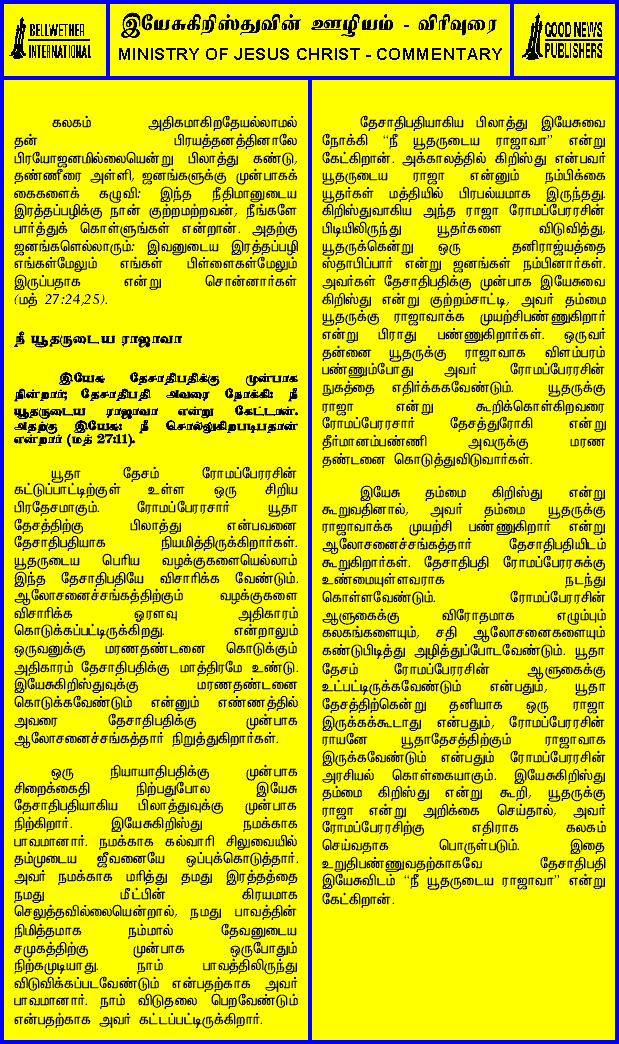 BELLWETHER
INTERNATIONAL
இயேசுகிறிஸ்துவின் ஊழியம் - விரிவுரை
MINISTRY OF JESUS CHRIST - COMMENTARY
GOOD NEWS
PUBLISHERS
கலகம் அதிகமாகிறதேயல்லாமல்
தன் பிரயத்தனத்தினாலே
பிரயோஜனமில்லையென்று பிலாத்து கண்டு,
தண்ணீரை அள்ளி, ஜனங்களுக்கு முன்பாகக்
கைகளைக் கழுவி: இந்த நீதிமானுடைய
இரத்தப்பழிக்கு நான் குற்றமற்றவன், நீங்களே
பார்த்துக் கொள்ளுங்கள் என்றான். அதற்கு
ஜனங்களெல்லாரும்: இவனுடைய இரத்தப்பழி
எங்கள்மேலும் எங்கள் பிள்ளைகள்மேலும்
இருப்பதாக என்று சொன்னார்கள்
(மத் 27:24,25).
நீ யூதருடைய ராஜாவா
இயேசு தேசாதிபதிக்கு முன்பாக
நின்றார்; தேசாதிபதி அவரை நோக்கி: நீ
யூதருடைய ராஜாவா என்று கேட்டான்.
அதற்கு இயேசு: நீ சொல்லுகிறபடிதான்
என்றார் (மத் 27:11).
யூதா தேசம் ரோமப்பேரரசின்
கட்டுப்பாட்டிற்குள் உள்ள ஒரு சிறிய
பிரதேசமாகும். ரோமப்பேரரசார் யூதா
தேசத்திற்கு பிலாத்து என்பவனை
தேசாதிபதியாக நியமித்திருக்கிறார்கள்.
யூதருடைய பெரிய வழக்குகளையெல்லாம்
இந்த தேசாதிபதியே விசாரிக்க வேண்டும்.
ஆலோசனைச்சங்கத்திற்கும் வழக்குகளை
விசாரிக்க ஓரளவு அதிகாரம்
கொடுக்கப்பட்டிருக்கிறது. என்றாலும்
ஒருவனுக்கு மரணதண்டனை கொடுக்கும்
அதிகாரம் தேசாதிபதிக்கு மாத்திரமே உண்டு.
இயேசுகிறிஸ்துவுக்கு மரணதண்டனை
கொடுக்கவேண்டும் என்னும் எண்ணத்தில்
அவரை தேசாதிபதிக்கு முன்பாக
ஆலோசனைச்சங்கத்தார் நிறுத்துகிறார்கள்.
ஒரு நியாயாதிபதிக்கு முன்பாக
சிறைக்கைதி நிற்பதுபோல இயேசு
தேசாதிபதியாகிய பிலாத்துவுக்கு முன்பாக
நிற்கிறார். இயேசுகிறிஸ்து நமக்காக
பாவமானார். நமக்காக கல்வாரி சிலுவையில்
தம்முடைய ஜீவனையே ஒப்புக்கொடுத்தார்.
அவர் நமக்காக மரித்து தமது இரத்தத்தை
நமது மீட்பின் கிரயமாக
செலுத்தவில்லையென்றால், நமது பாவத்தின்
நிமித்தமாக நம்மால் தேவனுடைய
சமுகத்திற்கு முன்பாக ஒருபோதும்
நிற்கமுடியாது. நாம் பாவத்திலிருந்து
விடுவிக்கப்படவேண்டும் என்பதற்காக அவர்
பாவமானார். நாம் விடுதலை பெறவேண்டும்
என்பதற்காக அவர் கட்டப்பட்டிருக்கிறார்.
தேசாதிபதியாகிய பிலாத்து இயேசுவை
நோக்கி "நீ யூதருடைய ராஜாவா" என்று
கேட்கிறான். அக்காலத்தில் கிறிஸ்து என்பவர்
யூதருடைய ராஜா என்னும் நம்பிக்கை
யூதர்கள் மத்தியில் பிரபல்யமாக இருந்தது.
கிறிஸ்துவாகிய அந்த ராஜா ரோமப்பேரரசின்
பிடியிலிருந்து யூதர்களை விடுவித்து,
யூதருக்கென்று ஒரு தனிராஜ்யத்தை
ஸ்தாபிப்பார் என்று ஜனங்கள் நம்பினார்கள்.
அவர்கள் தேசாதிபதிக்கு முன்பாக இயேசுவை
கிறிஸ்து என்று குற்றம்சாட்டி, அவர் தம்மை
யூதருக்கு ராஜாவாக்க முயற்சிபண்ணுகிறார்
என்று பிராது பண்ணுகிறார்கள். ஒருவர்
தன்னை யூதருக்கு ராஜாவாக விளம்பரம்
பண்ணும்போது அவர் ரோமப்பேரரசின்
நுகத்தை எதிர்க்கவேண்டும். யூதருக்கு
ராஜா என்று கூறிக்கொள்கிறவரை
ரோமப்பேரரசார் தேசத்துரோகி என்று
தீர்மானம்பண்ணி அவருக்கு மரண
தண்டனை கொடுத்துவிடுவார்கள்.
இயேசு தம்மை கிறிஸ்து என்று
கூறுவதினால், அவர் தம்மை யூதருக்கு
ராஜாவாக்க முயற்சி பண்ணுகிறார் என்று
ஆலோசனைச்சங்கத்தார் தேசாதிபதியிடம்
கூறுகிறார்கள். தேசாதிபதி ரோமப்பேரரசுக்கு
உண்மையுள்ளவராக நடந்து
கொள்ளவேண்டும். ரோமப்பேரரசின்
ஆளுகைக்கு விரோதமாக எழும்பும்
கலகங்களையும், சதி ஆலோசனைகளையும்
கண்டுபிடித்து அழித்துப்போடவேண்டும். யூதா
தேசம் ரோமப்பேரரசின் ஆளுகைக்கு
உட்பட்டிருக்கவேண்டும் என்பதும், யூதா
தேசத்திற்கென்று தனியாக ஒரு ராஜா
இருக்கக்கூடாது என்பதும், ரோமப்பேரரசின்
ராயனே யூதாதேசத்திற்கும் ராஜாவாக
இருக்கவேண்டும் என்பதும் ரோமப்பேரரசின்
அரசியல் கொள்கையாகும். இயேசுகிறிஸ்து
தம்மை கிறிஸ்து என்று கூறி, யூதருக்கு
ராஜா என்று அறிக்கை செய்தால், அவர்
ரோமப்பேரரசிற்கு எதிராக கலகம்
செய்வதாக பொருள்படும். இதை
உறுதிபண்ணுவதற்காகவே தேசாதிபதி
இயேசுவிடம் "நீ யூதருடைய ராஜாவா" என்று
கேட்கிறான்.